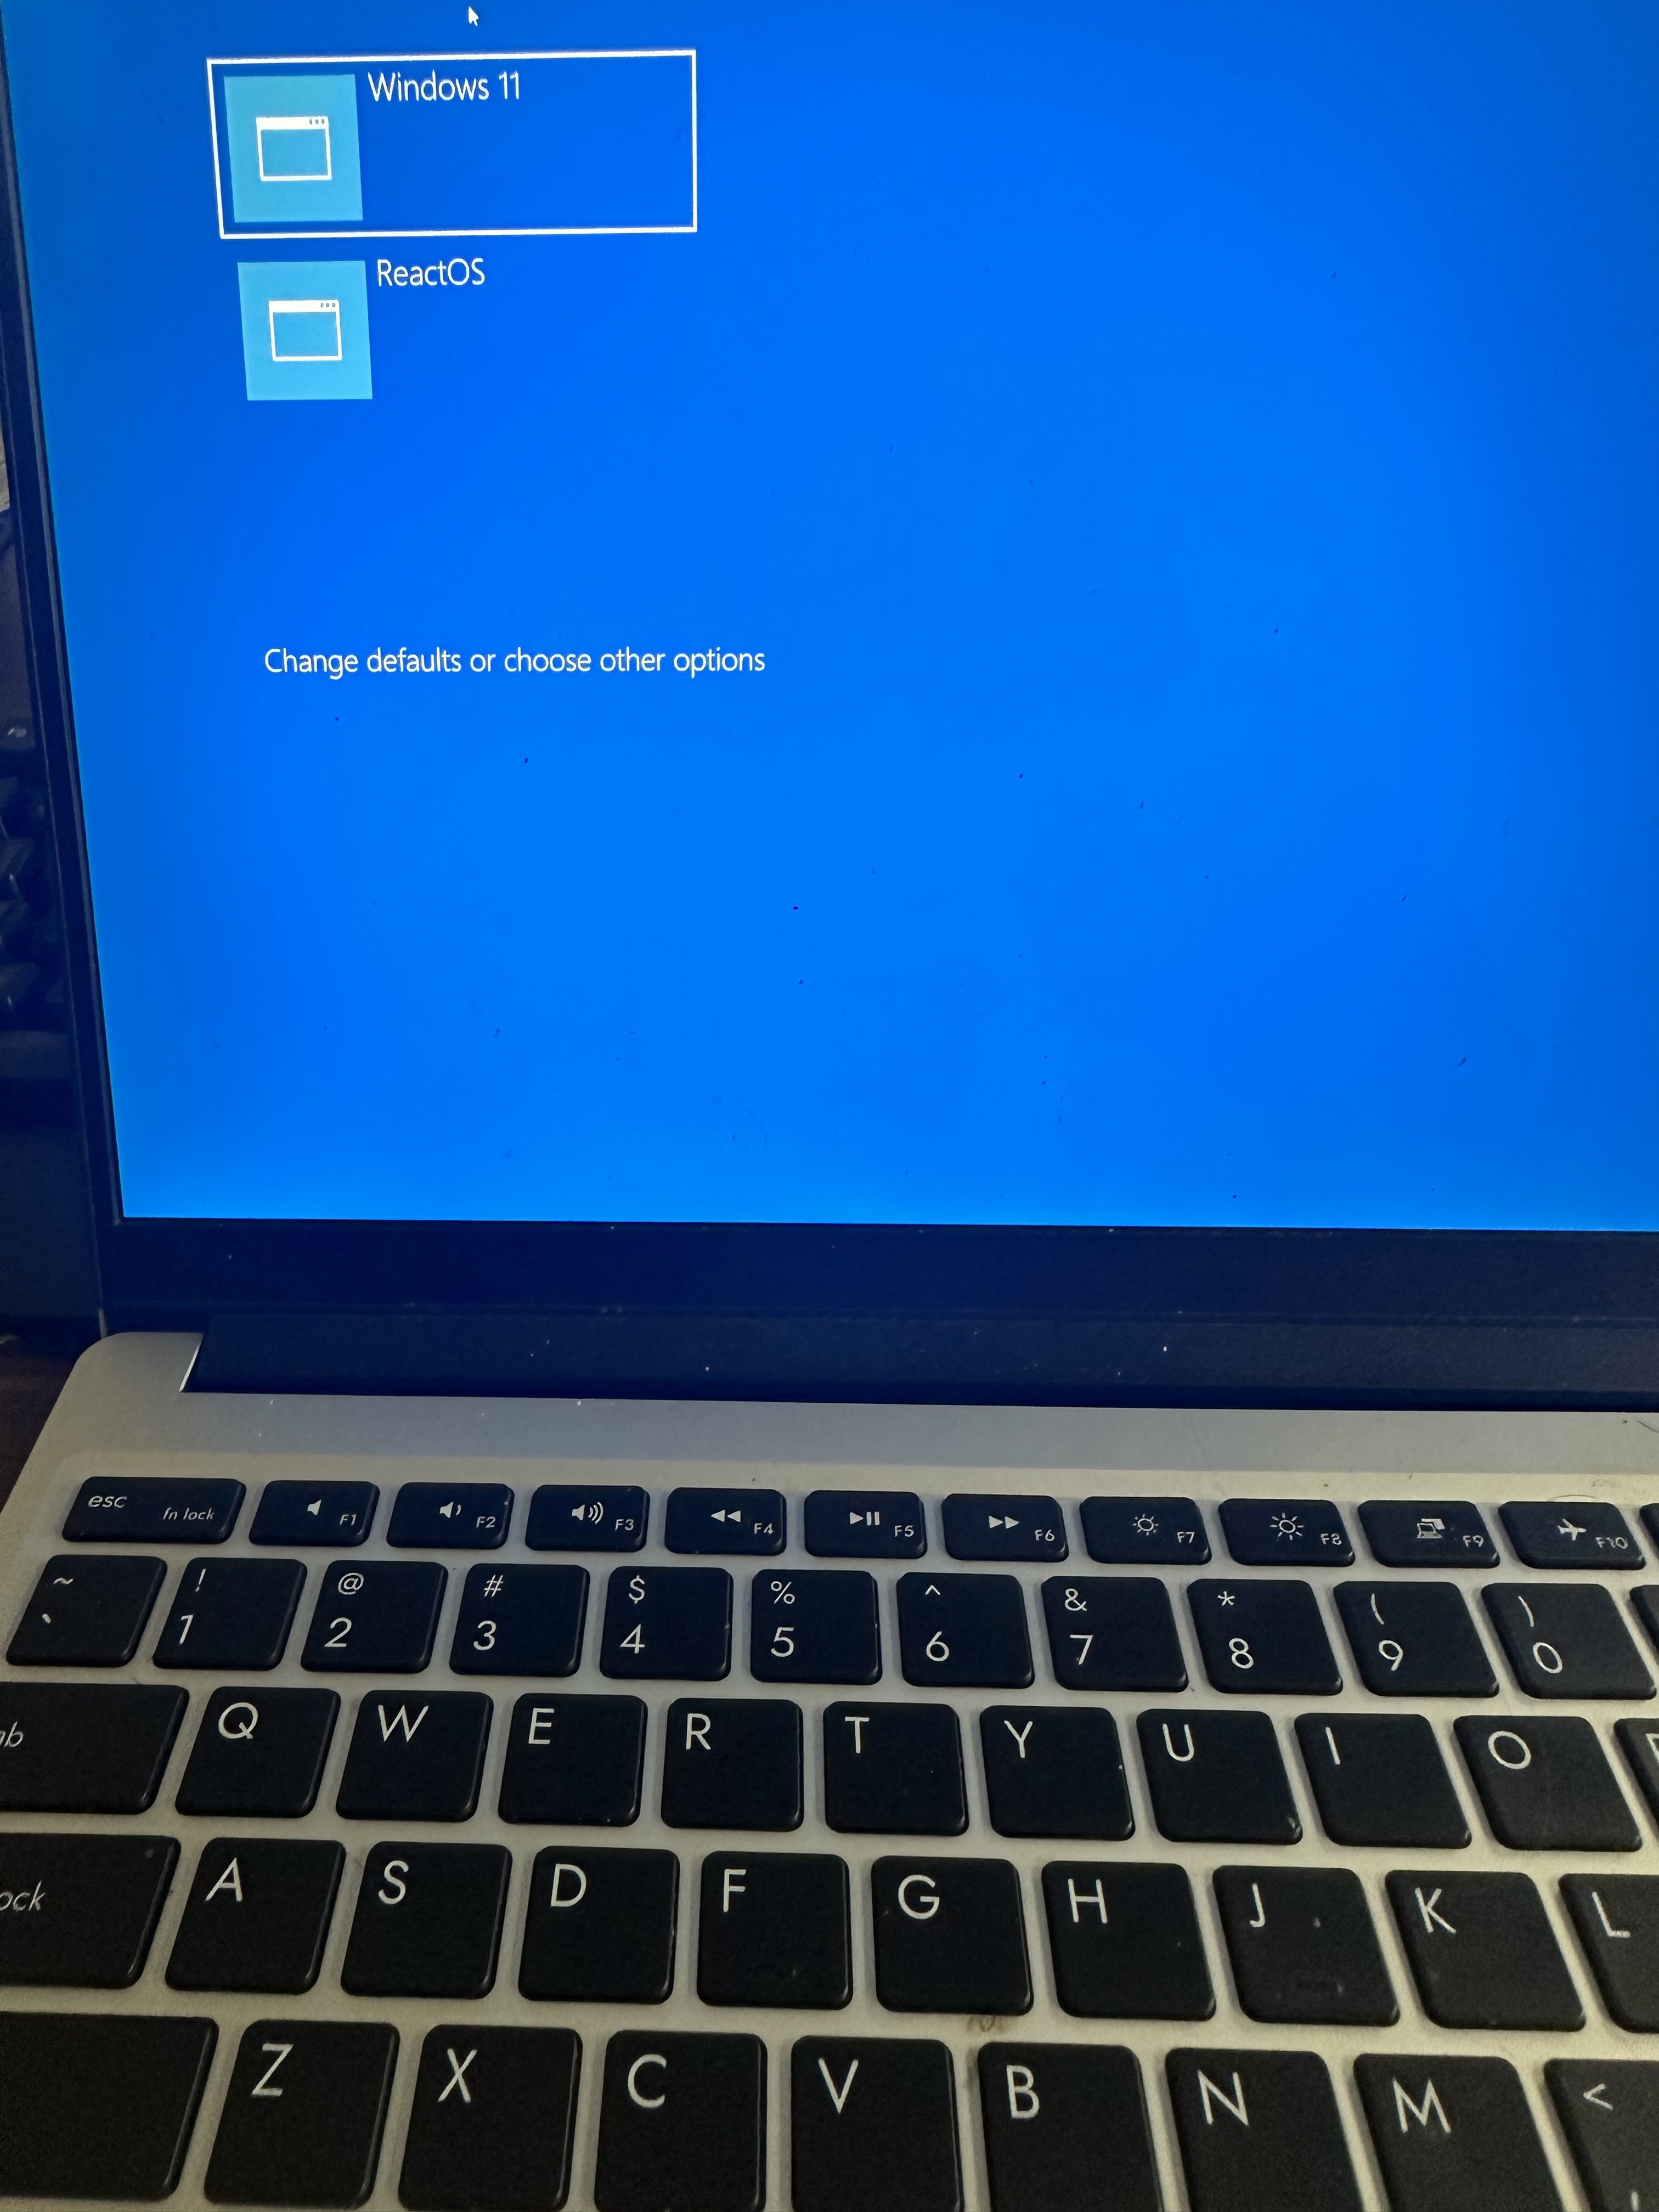 Windows 11
ReactOS
Change defaults or choose other options
esc fn lock F1 F2 F3 F4 F5 F6 F7 F8 F9 F10
~ ! @ # $ % ^ & * ( )
` 1 2 3 4 5 6 7 8 9 0
Q W E R T Y U I O
ock A S D F G H J K L
Z X C V B N M <